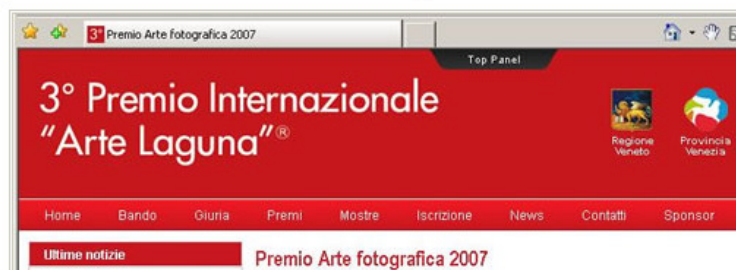 3° Premio Arte fotografica 2007
Top Panel
3° Premio Internazionale
"Arte Laguna"®
Regione
Veneto
Provincia
Venezia
Home Bando Giuria Premi Mostre Iscrizione News Contatti Sponsor
Ultime notizie
Premio Arte fotografica 2007